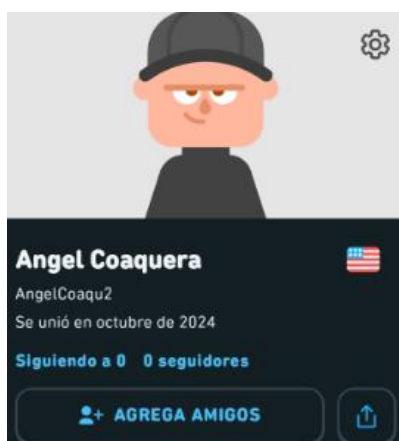 Angel Coaquera
AngelCoaqu2
Se unió en octubre de 2024
Siguiendo a 0 0 seguidores
AGREGA AMIGOS